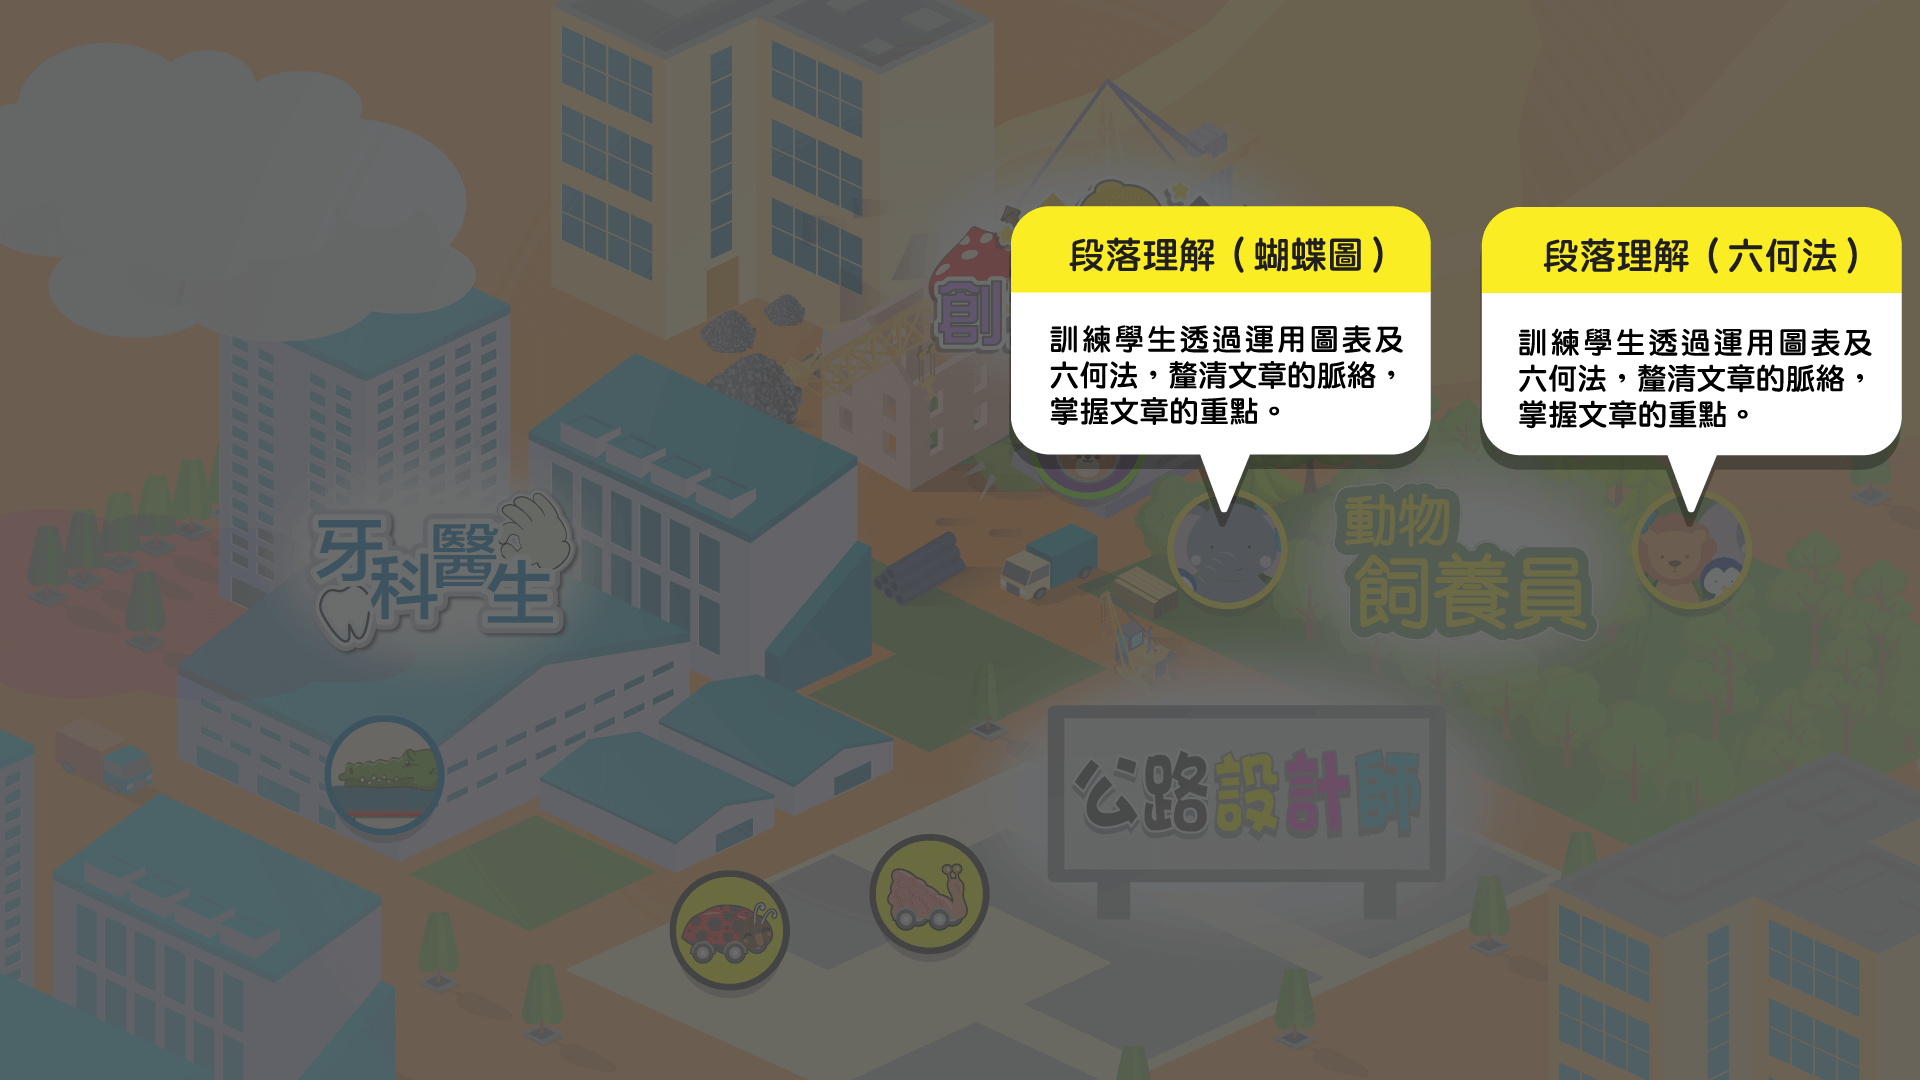 段落理解（蝴蝶圖）
訓練學生透過運用圖表及
六何法，釐清文章的脈絡，
掌握文章的重點。
段落理解（六何法）
訓練學生透過運用圖表及
六何法，釐清文章的脈絡，
掌握文章的重點。
創
牙科醫生
動物
飼養員
公路設計師